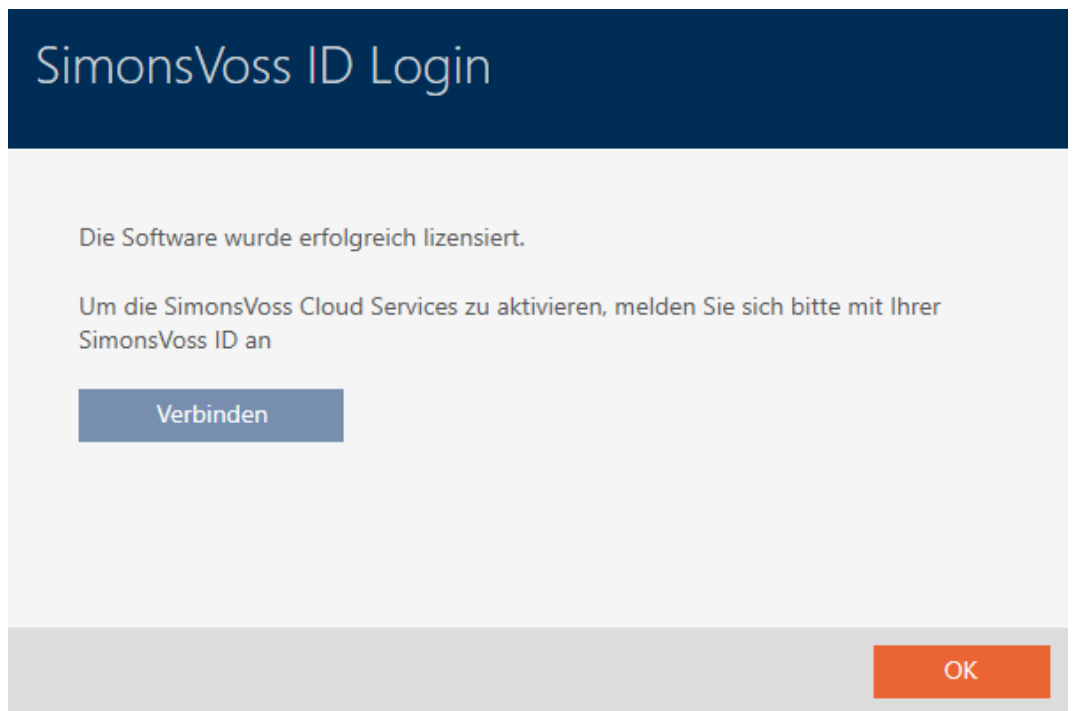 SimonsVoss ID Login
Die Software wurde erfolgreich lizensiert.
Um die SimonsVoss Cloud Services zu aktivieren, melden Sie sich bitte mit Ihrer
SimonsVoss ID an
Verbinden
OK